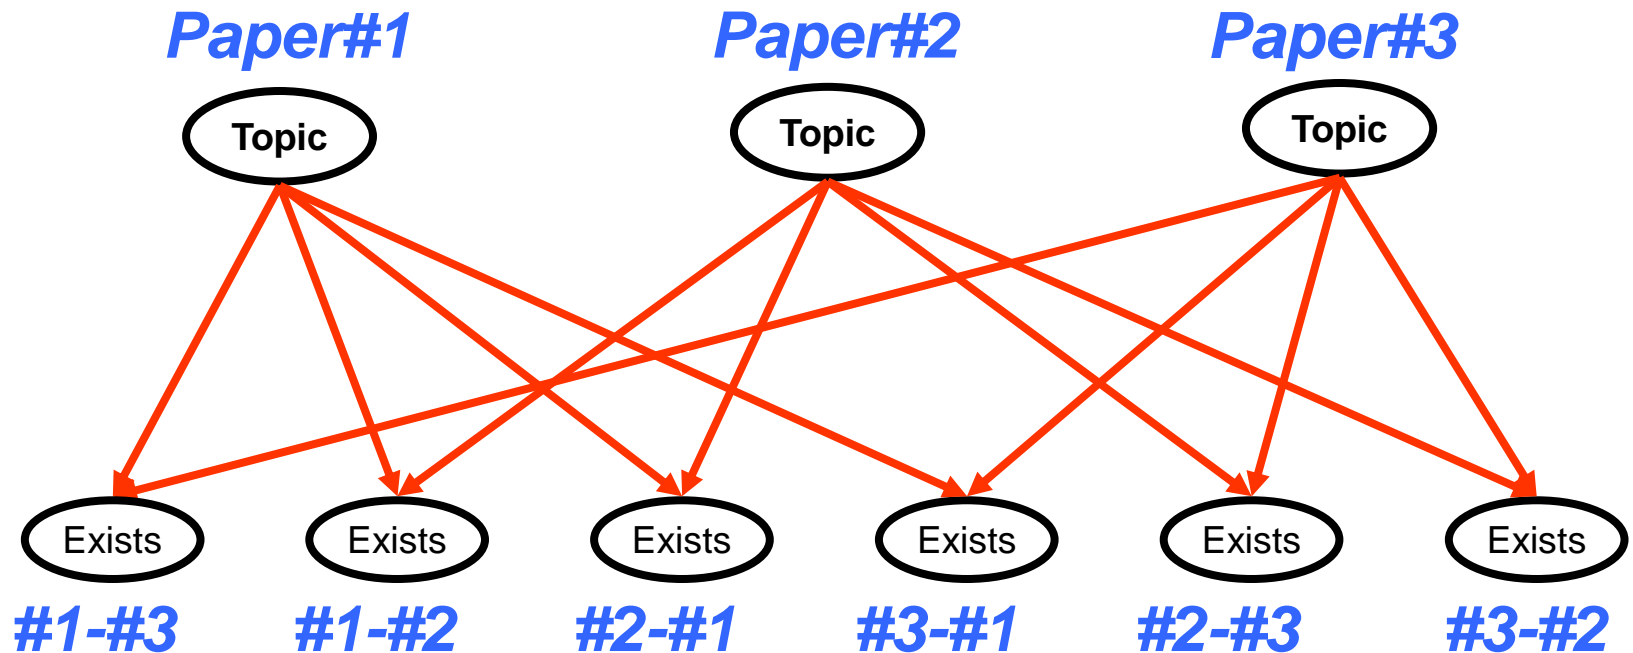 Paper#1 Paper#2 Paper#3
Topic Topic Topic
Exists Exists Exists Exists Exists Exists
#1-#3 #1-#2 #2-#1 #3-#1 #2-#3 #3-#2